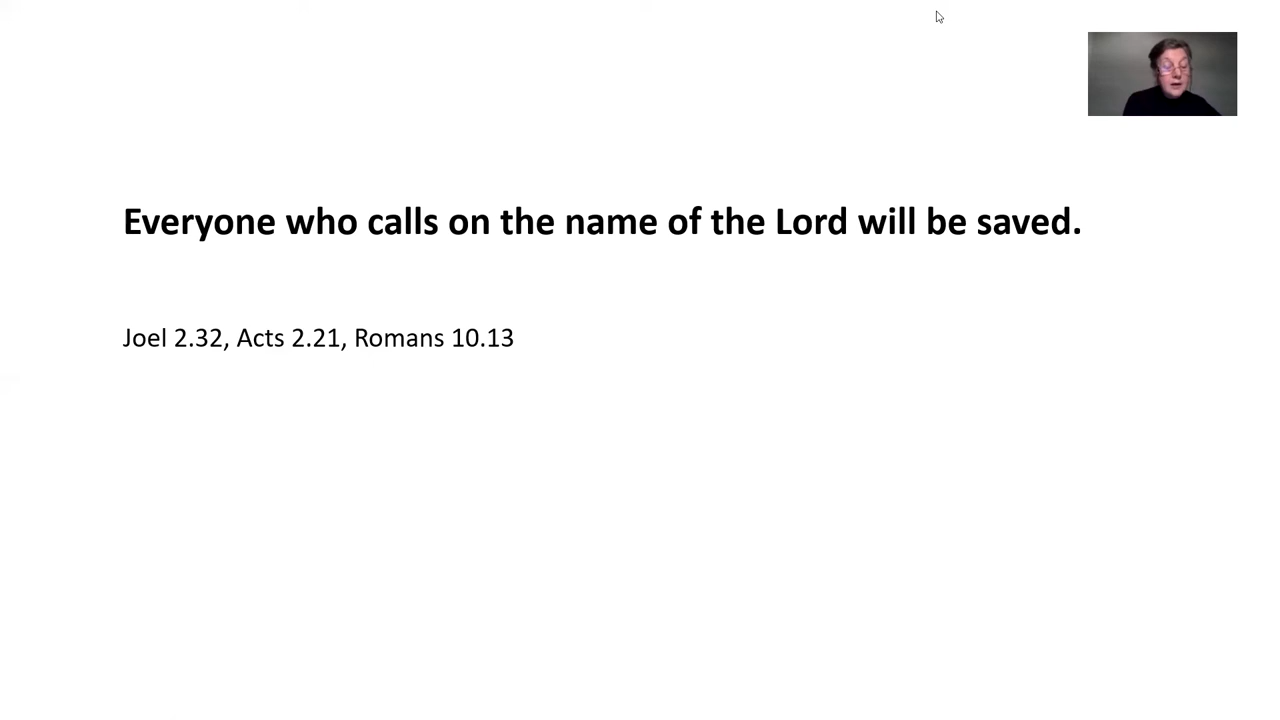 Everyone who calls on the name of the Lord will be saved.
Joel 2.32, Acts 2.21, Romans 10.13